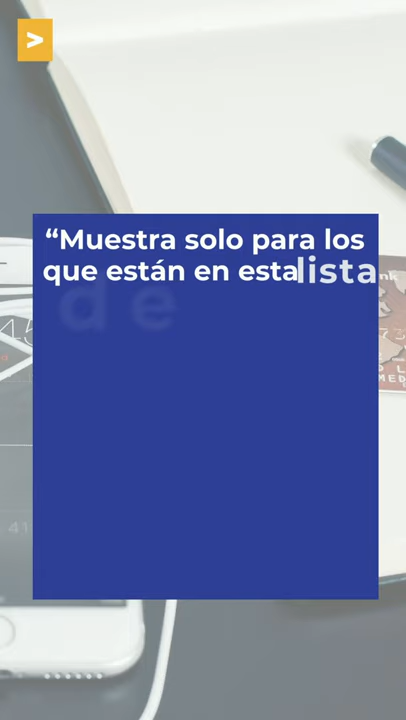 >
“Muestra solo para los
que están en esta lista
de